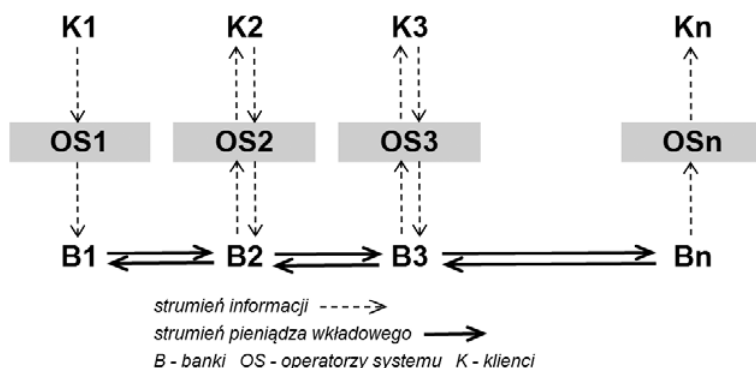 K1 K2 K3 Kn
OS1 OS2 OS3 OSn
B1 B2 B3 Bn
strumień informacji
strumień pieniądza wkładowego
B - banki OS - operatorzy systemu K - klienci